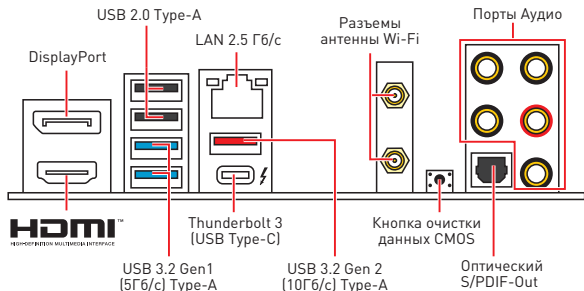 USB 2.0 Type-A
DisplayPort
LAN 2.5 Гб/с
Разъемы
антенны Wi-Fi
Порты Аудио
HDMI™
HIGH-DEFINITION MULTIMEDIA INTERFACE
Thunderbolt 3
(USB Type-C)
Кнопка очистки
данных CMOS
USB 3.2 Gen1
(5Гб/с) Type-A
USB 3.2 Gen 2
(10Гб/с) Type-A
Оптический
S/PDIF-Out